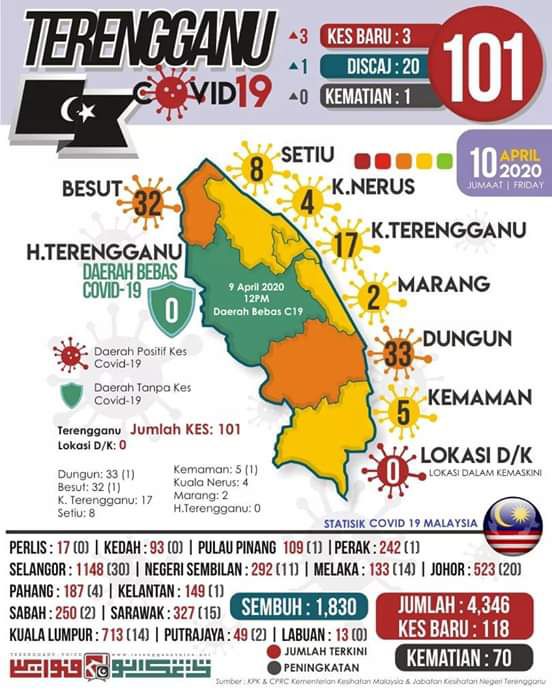 TERENGGANU
COVID19
▲3 KES BARU : 3
▲1 DISCAJ : 20
▲0 KEMATIAN : 1
101
10 APRIL 2020
JUMAAT | FRIDAY
SETIU 8
BESUT 32
K.NERUS 4
K.TERENGGANU 17
H.TERENGGANU
DAERAH BEBAS
COVID-19
0
9 April 2020
12PM
Daerah Bebas C19
MARANG 2
DUNGUN 33
KEMAMAN 5
LOKASI D/K 0
LOKASI DALAM KEMASKINI
Daerah Positif Kes
Covid-19
Daerah Tanpa Kes
Covid-19
Terengganu Jumlah KES: 101
Lokasi D/K: 0
Dungun: 33 (1)
Besut: 32 (1)
K. Terengganu: 17
Setiu: 8
Kemaman: 5 (1)
Kuala Nerus: 4
Marang: 2
H.Terengganu: 0
STATISIK COVID 19 MALAYSIA
PERLIS : 17 (0) | KEDAH : 93 (0) | PULAU PINANG 109 (1) | PERAK : 242 (1)
SELANGOR : 1148 (30) | NEGERI SEMBILAN : 292 (11) | MELAKA : 133 (14) | JOHOR : 523 (20)
PAHANG : 187 (4) | KELANTAN : 149 (1)
SABAH : 250 (2) | SARAWAK : 327 (15)
KUALA LUMPUR : 713 (14) | PUTRAJAYA : 49 (2) | LABUAN : 13 (0)
SEMBUH : 1,830
JUMLAH : 4,346
KES BARU : 118
KEMATIAN : 70
JUMLAH TERKINI
PENINGKATAN
Sumber : KPK & CPRC Kementerian Kesihatan Malaysia & Jabatan Kesihatan Negeri Terengganu